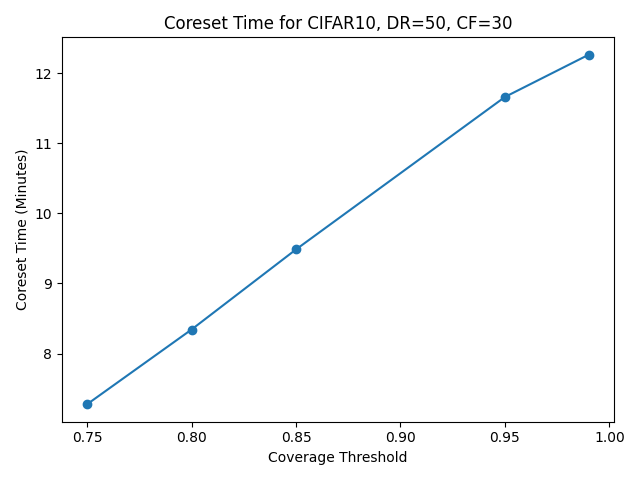 Coreset Time for CIFAR10, DR=50, CF=30
12
11
10
9
8
Coreset Time (Minutes)
0.75 0.80 0.85 0.90 0.95 1.00
Coverage Threshold